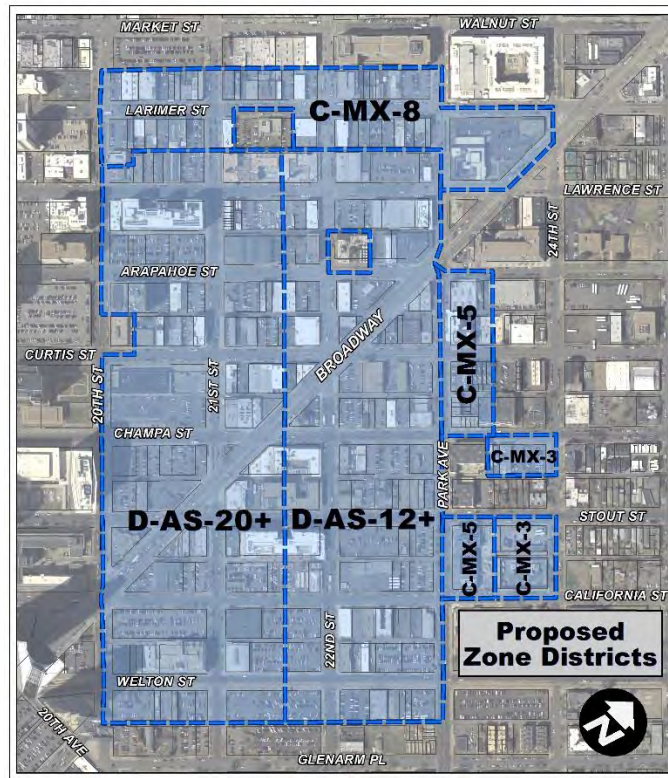 MARKET ST
WALNUT ST
LARIMER ST
C-MX-8
LAWRENCE ST
24TH ST
ARAPAHOE ST
BROADWAY
C-MX-5
CURTIS ST
20TH ST
21ST ST
CHAMPA ST
PARK AVE
C-MX-3
D-AS-20+
D-AS-12+
STOUT ST
C-MX-5
C-MX-3
CALIFORNIA ST
22ND ST
Proposed
Zone Districts
WELTON ST
20TH AVE
GLENARM PL
N